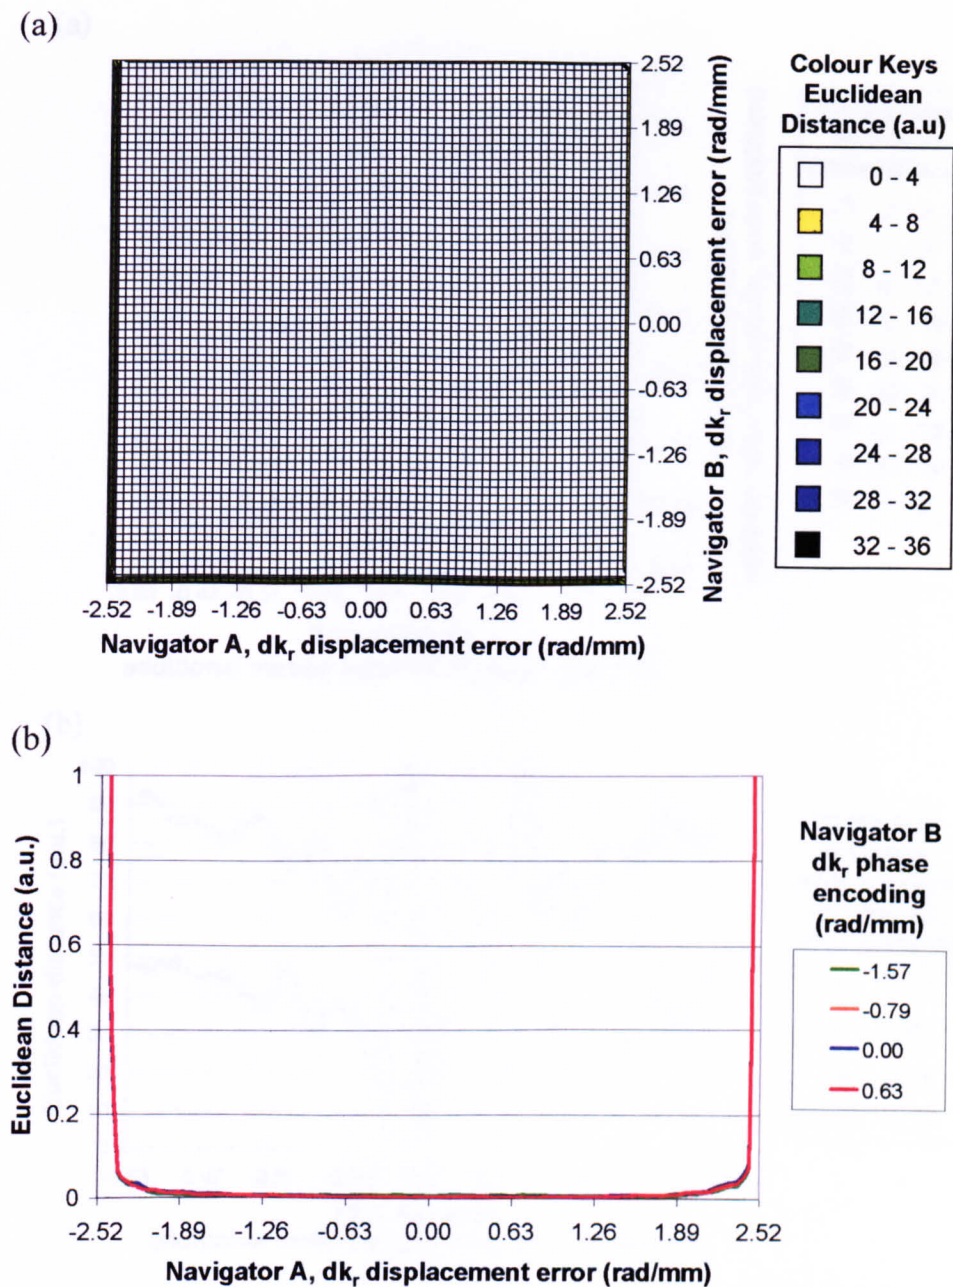 (a)
2.52
1.89
1.26
0.63
0.00
-0.63
-1.26
-1.89
-2.52
Navigator B, dkr displacement error (rad/mm)
-2.52 -1.89 -1.26 -0.63 0.00 0.63 1.26 1.89 2.52
Navigator A, dkr displacement error (rad/mm)
Colour Keys
Euclidean
Distance (a.u)
0 - 4
4 - 8
8 - 12
12 - 16
16 - 20
20 - 24
24 - 28
28 - 32
32 - 36
(b)
1
0.8
0.6
0.4
0.2
0
Euclidean Distance (a.u.)
-2.52 -1.89 -1.26 -0.63 0.00 0.63 1.26 1.89 2.52
Navigator A, dkr displacement error (rad/mm)
Navigator B
dkr phase
encoding
(rad/mm)
-1.57
-0.79
0.00
0.63